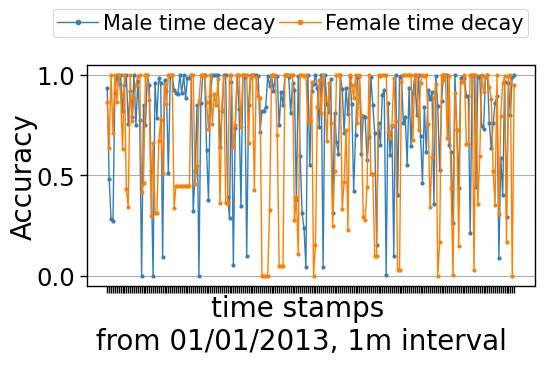 Male time decay Female time decay
1.0
0.5
0.0
Accuracy
time stamps
from 01/01/2013, 1m interval